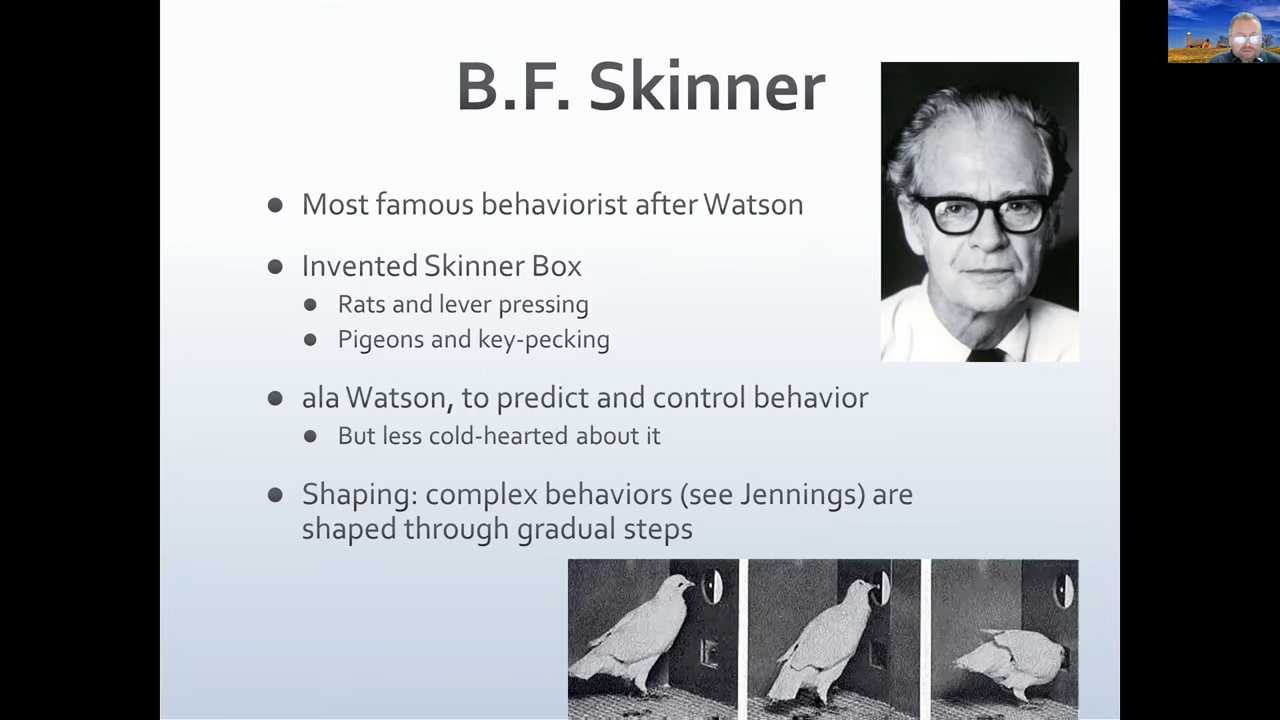 B.F. Skinner
Most famous behaviorist after Watson
Invented Skinner Box
Rats and lever pressing
Pigeons and key-pecking
ala Watson, to predict and control behavior
But less cold-hearted about it
Shaping: complex behaviors (see Jennings) are
shaped through gradual steps